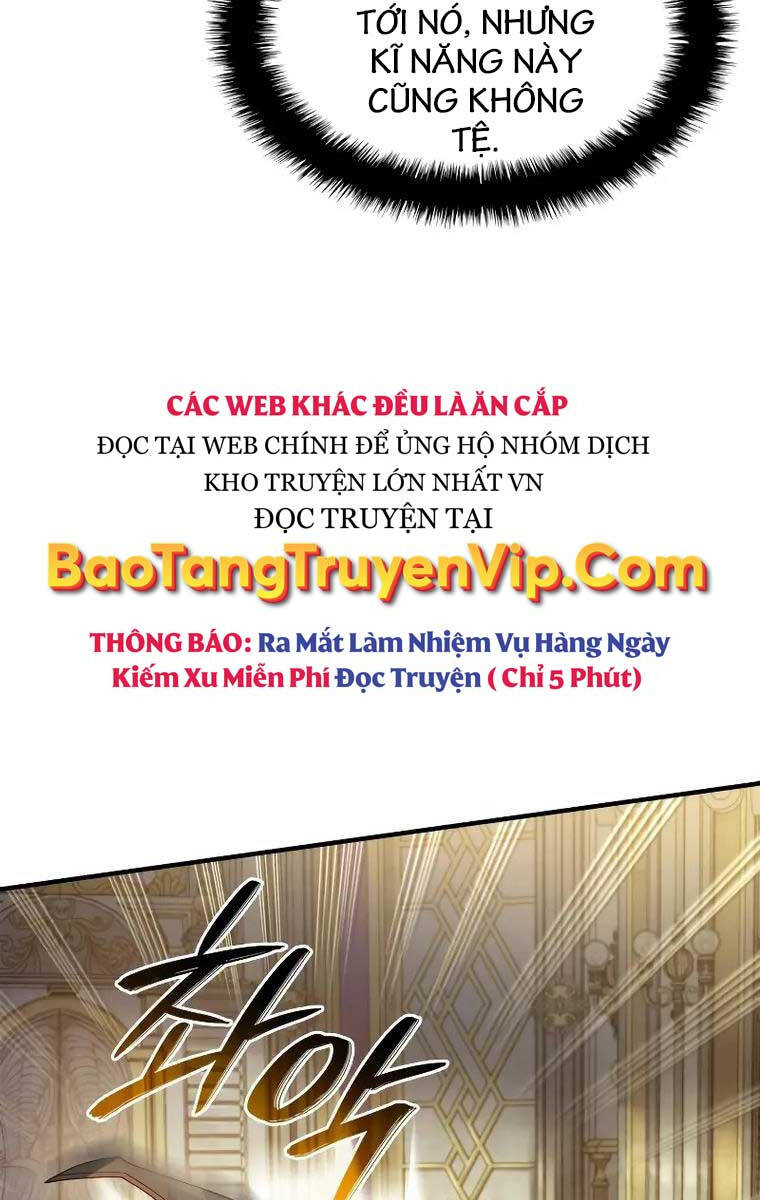 TỚI NÓ, NHƯNG
KĨ NĂNG NÀY
CŨNG KHÔNG
TỆ.
CÁC WEB KHÁC ĐỀU LÀ ĂN CẮP
ĐỌC TẠI WEB CHÍNH ĐỂ ỦNG HỘ NHÓM DỊCH
KHO TRUYỆN LỚN NHẤT VN
ĐỌC TRUYỆN TẠI
BaoTangTruyenVip.Com
THÔNG BÁO: Ra Mắt Làm Nhiệm Vụ Hàng Ngày
Kiếm Xu Miễn Phí Đọc Truyện ( Chỉ 5 Phút)
촤악